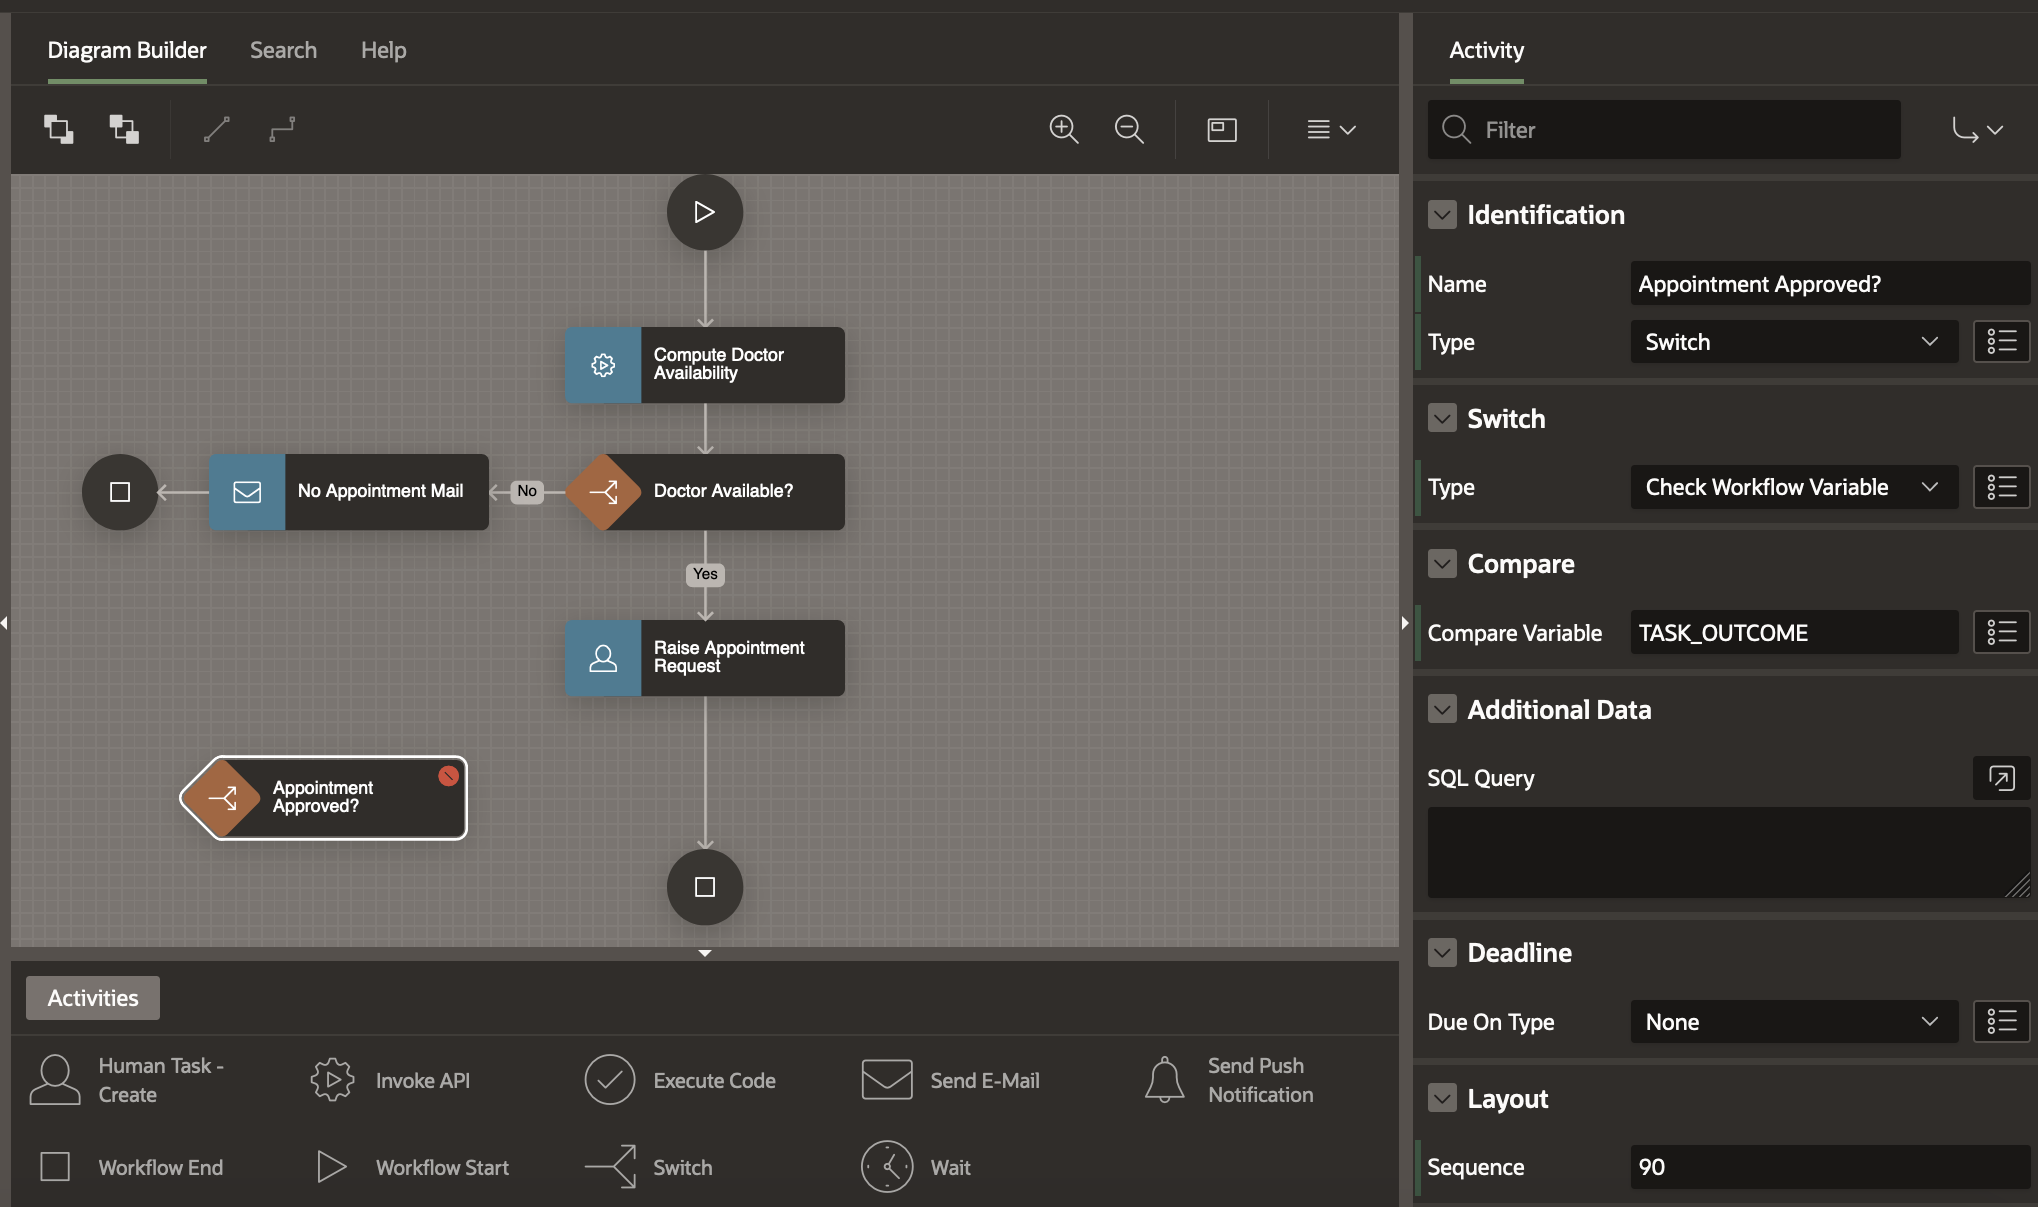 Diagram Builder
Search
Help
Compute Doctor
Availability
No Appointment Mail
No
Doctor Available?
Yes
Raise Appointment
Request
Appointment
Approved?
Activities
Human Task -
Create
Invoke API
Execute Code
Send E-Mail
Send Push
Notification
Workflow End
Workflow Start
Switch
Wait
Activity
Filter
Identification
Name
Appointment Approved?
Type
Switch
Switch
Type
Check Workflow Variable
Compare
Compare Variable
TASK_OUTCOME
Additional Data
SQL Query
Deadline
Due On Type
None
Layout
Sequence
90